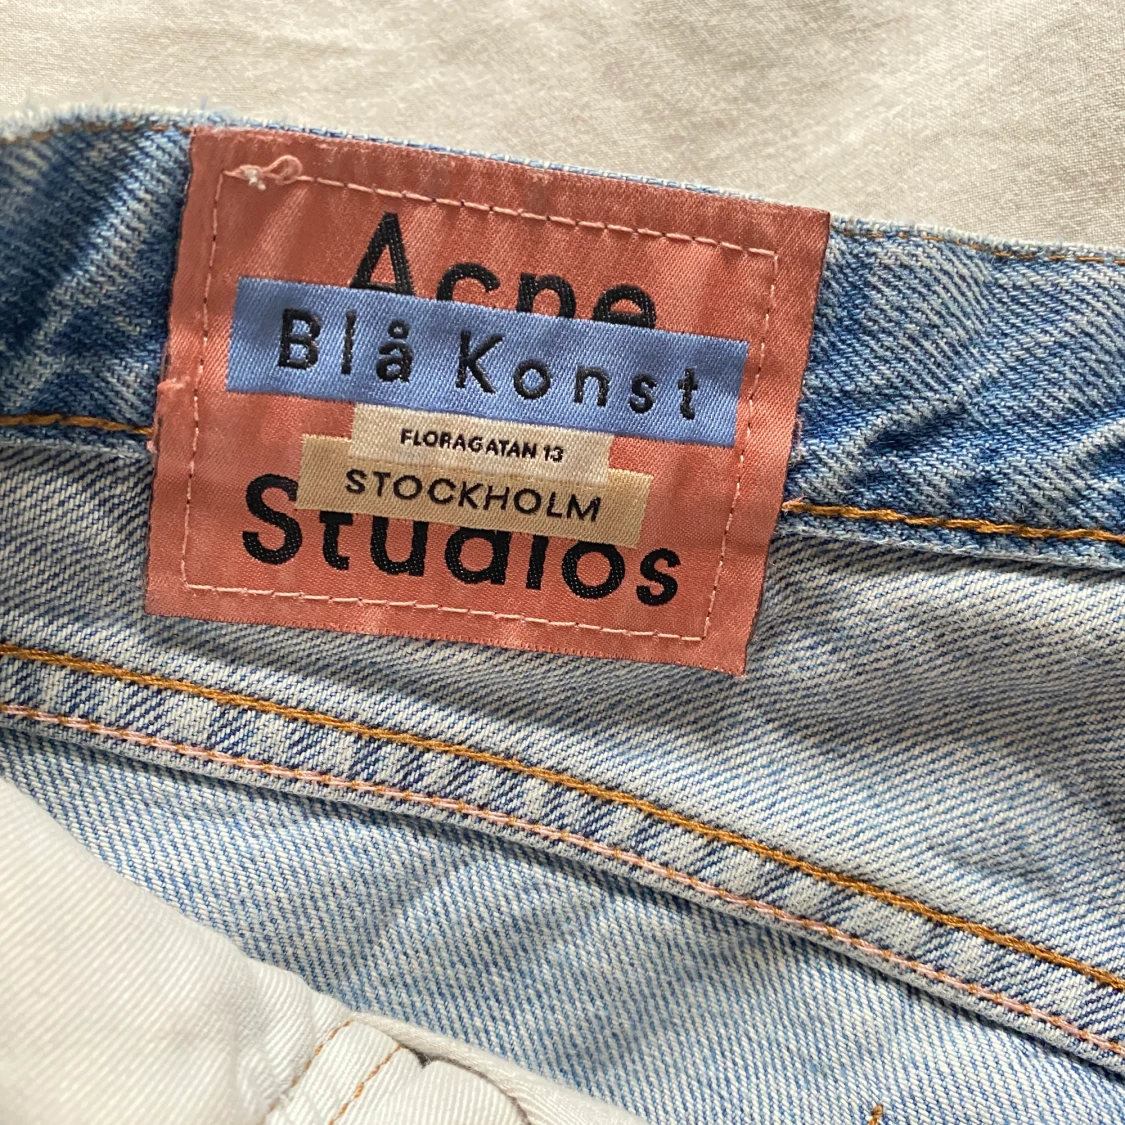 Acne
Blå Konst
FLORAGATAN 13
STOCKHOLM
Studios